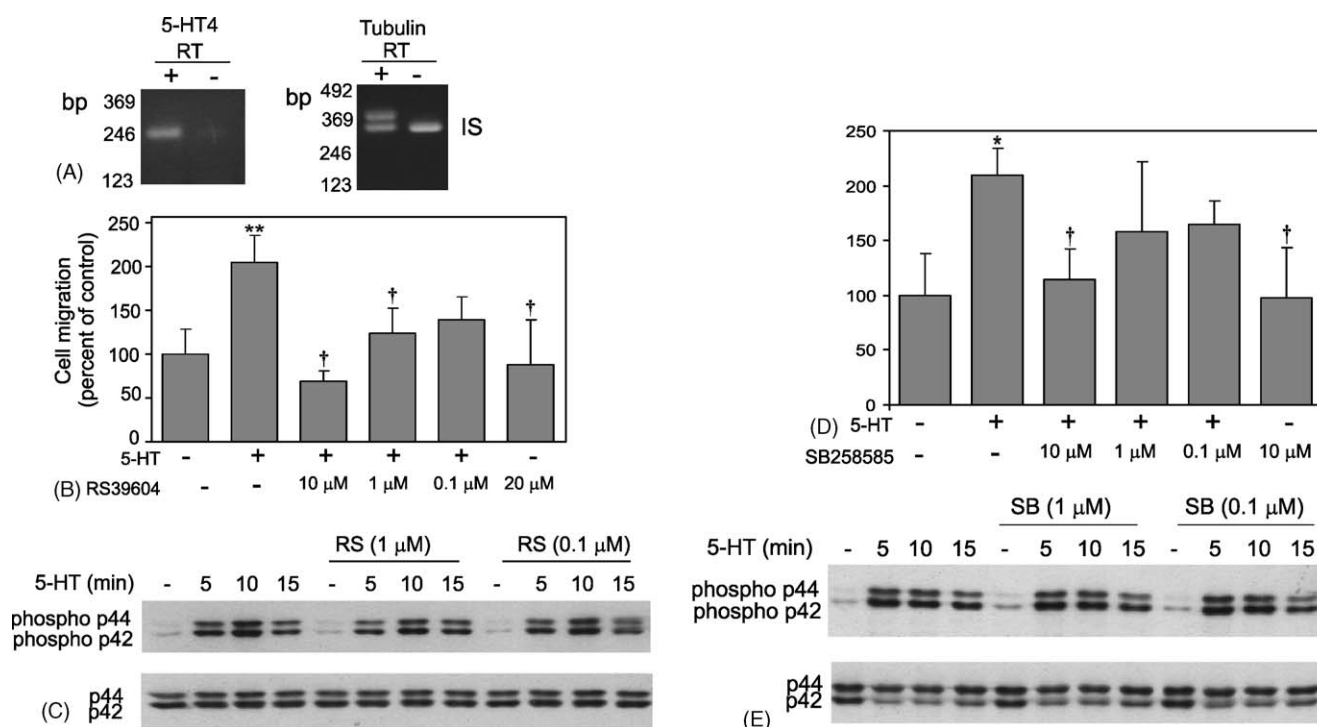 5-HT4
RT
+ -
bp
369
246
123
(A)
Tubulin
RT
+ -
bp
492
369
246
123
IS
Cell migration
(percent of control)
250
200
150
100
50
0
** † † †
5-HT - + + + + -
(B) RS39604 - - 10 μM 1 μM 0.1 μM 20 μM
RS (1 μM) RS (0.1 μM)
5-HT (min) - 5 10 15 - 5 10 15 - 5 10 15
phospho p44
phospho p42
p44
p42
(C)
250
200
150
100
50
0
* † †
(D) 5-HT - + + + + -
SB258585 - - 10 μM 1 μM 0.1 μM 10 μM
SB (1 μM) SB (0.1 μM)
5-HT (min) - 5 10 15 - 5 10 15 - 5 10 15
phospho p44
phospho p42
p44
p42
(E)